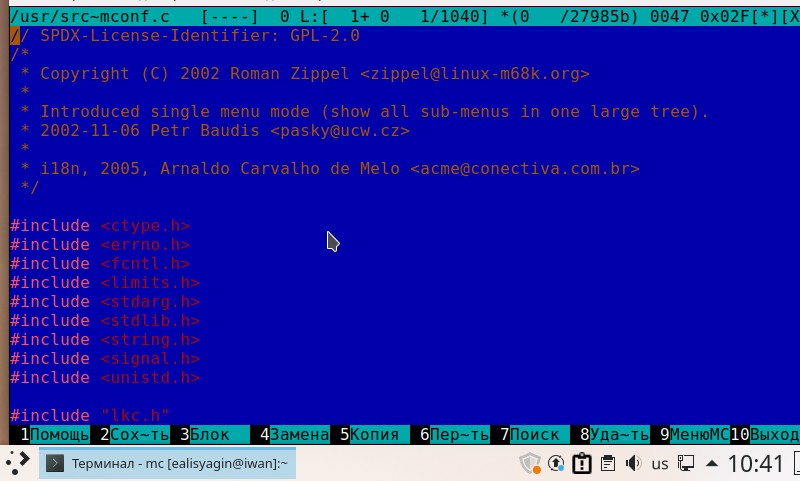 /usr/src~mconf.c [----] 0 L:[ 1+ 0 1/1040] *(0 /27985b) 0047 0x02F[*][X
// SPDX-License-Identifier: GPL-2.0
/*
* Copyright (C) 2002 Roman Zippel <zippel@linux-m68k.org>
*
* Introduced single menu mode (show all sub-menus in one large tree).
* 2002-11-06 Petr Baudis <pasky@ucw.cz>
*
* i18n, 2005, Arnaldo Carvalho de Melo <acme@conectiva.com.br>
*/
#include <ctype.h>
#include <errno.h>
#include <fcntl.h>
#include <limits.h>
#include <stdarg.h>
#include <stdlib.h>
#include <string.h>
#include <signal.h>
#include <unistd.h>
#include "lkc.h"
1Помощь 2Сох~ть 3Блок 4Замена 5Копия 6Пер~ть 7Поиск 8Уда~ть 9МенюMC 10Выход
Терминал - mc [ealisyagin@iwan]:~ us 10:41